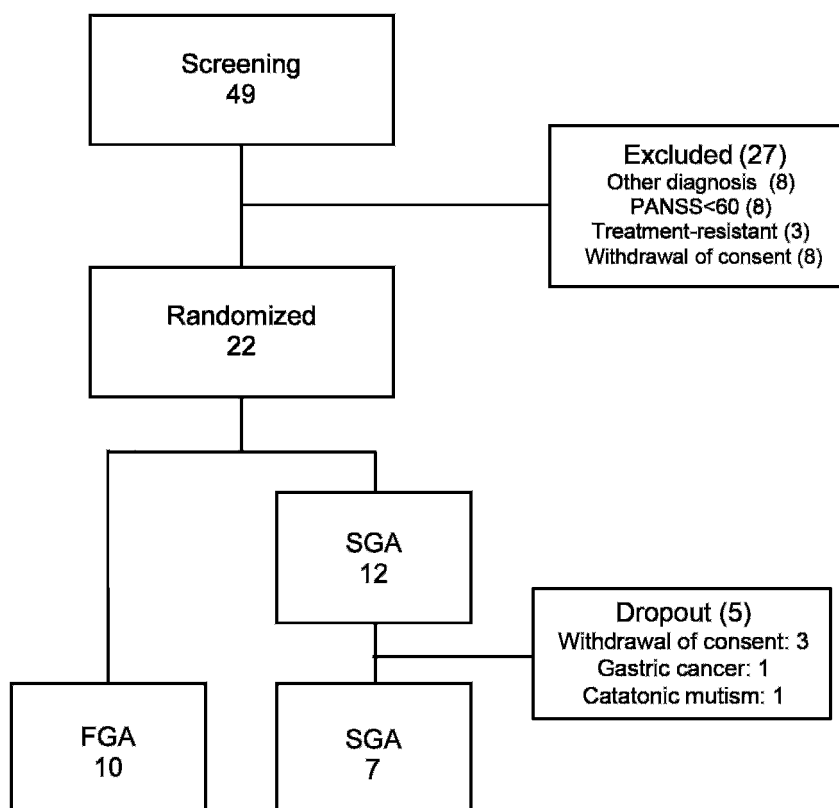 Screening
49
Excluded (27)
Other diagnosis (8)
PANSS<60 (8)
Treatment-resistant (3)
Withdrawal of consent (8)
Randomized
22
SGA
12
Dropout (5)
Withdrawal of consent: 3
Gastric cancer: 1
Catatonic mutism: 1
FGA
10
SGA
7